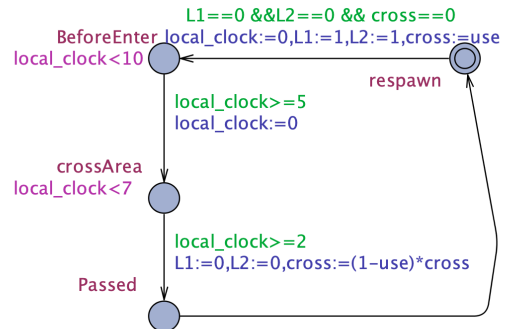 L1==0 &&L2==0 && cross==0
BeforeEnter local_clock:=0,L1:=1,L2:=1,cross:=use
local_clock<10
respawn
local_clock>=5
local_clock:=0
crossArea
local_clock<7
local_clock>=2
L1:=0,L2:=0,cross:=(1-use)*cross
Passed